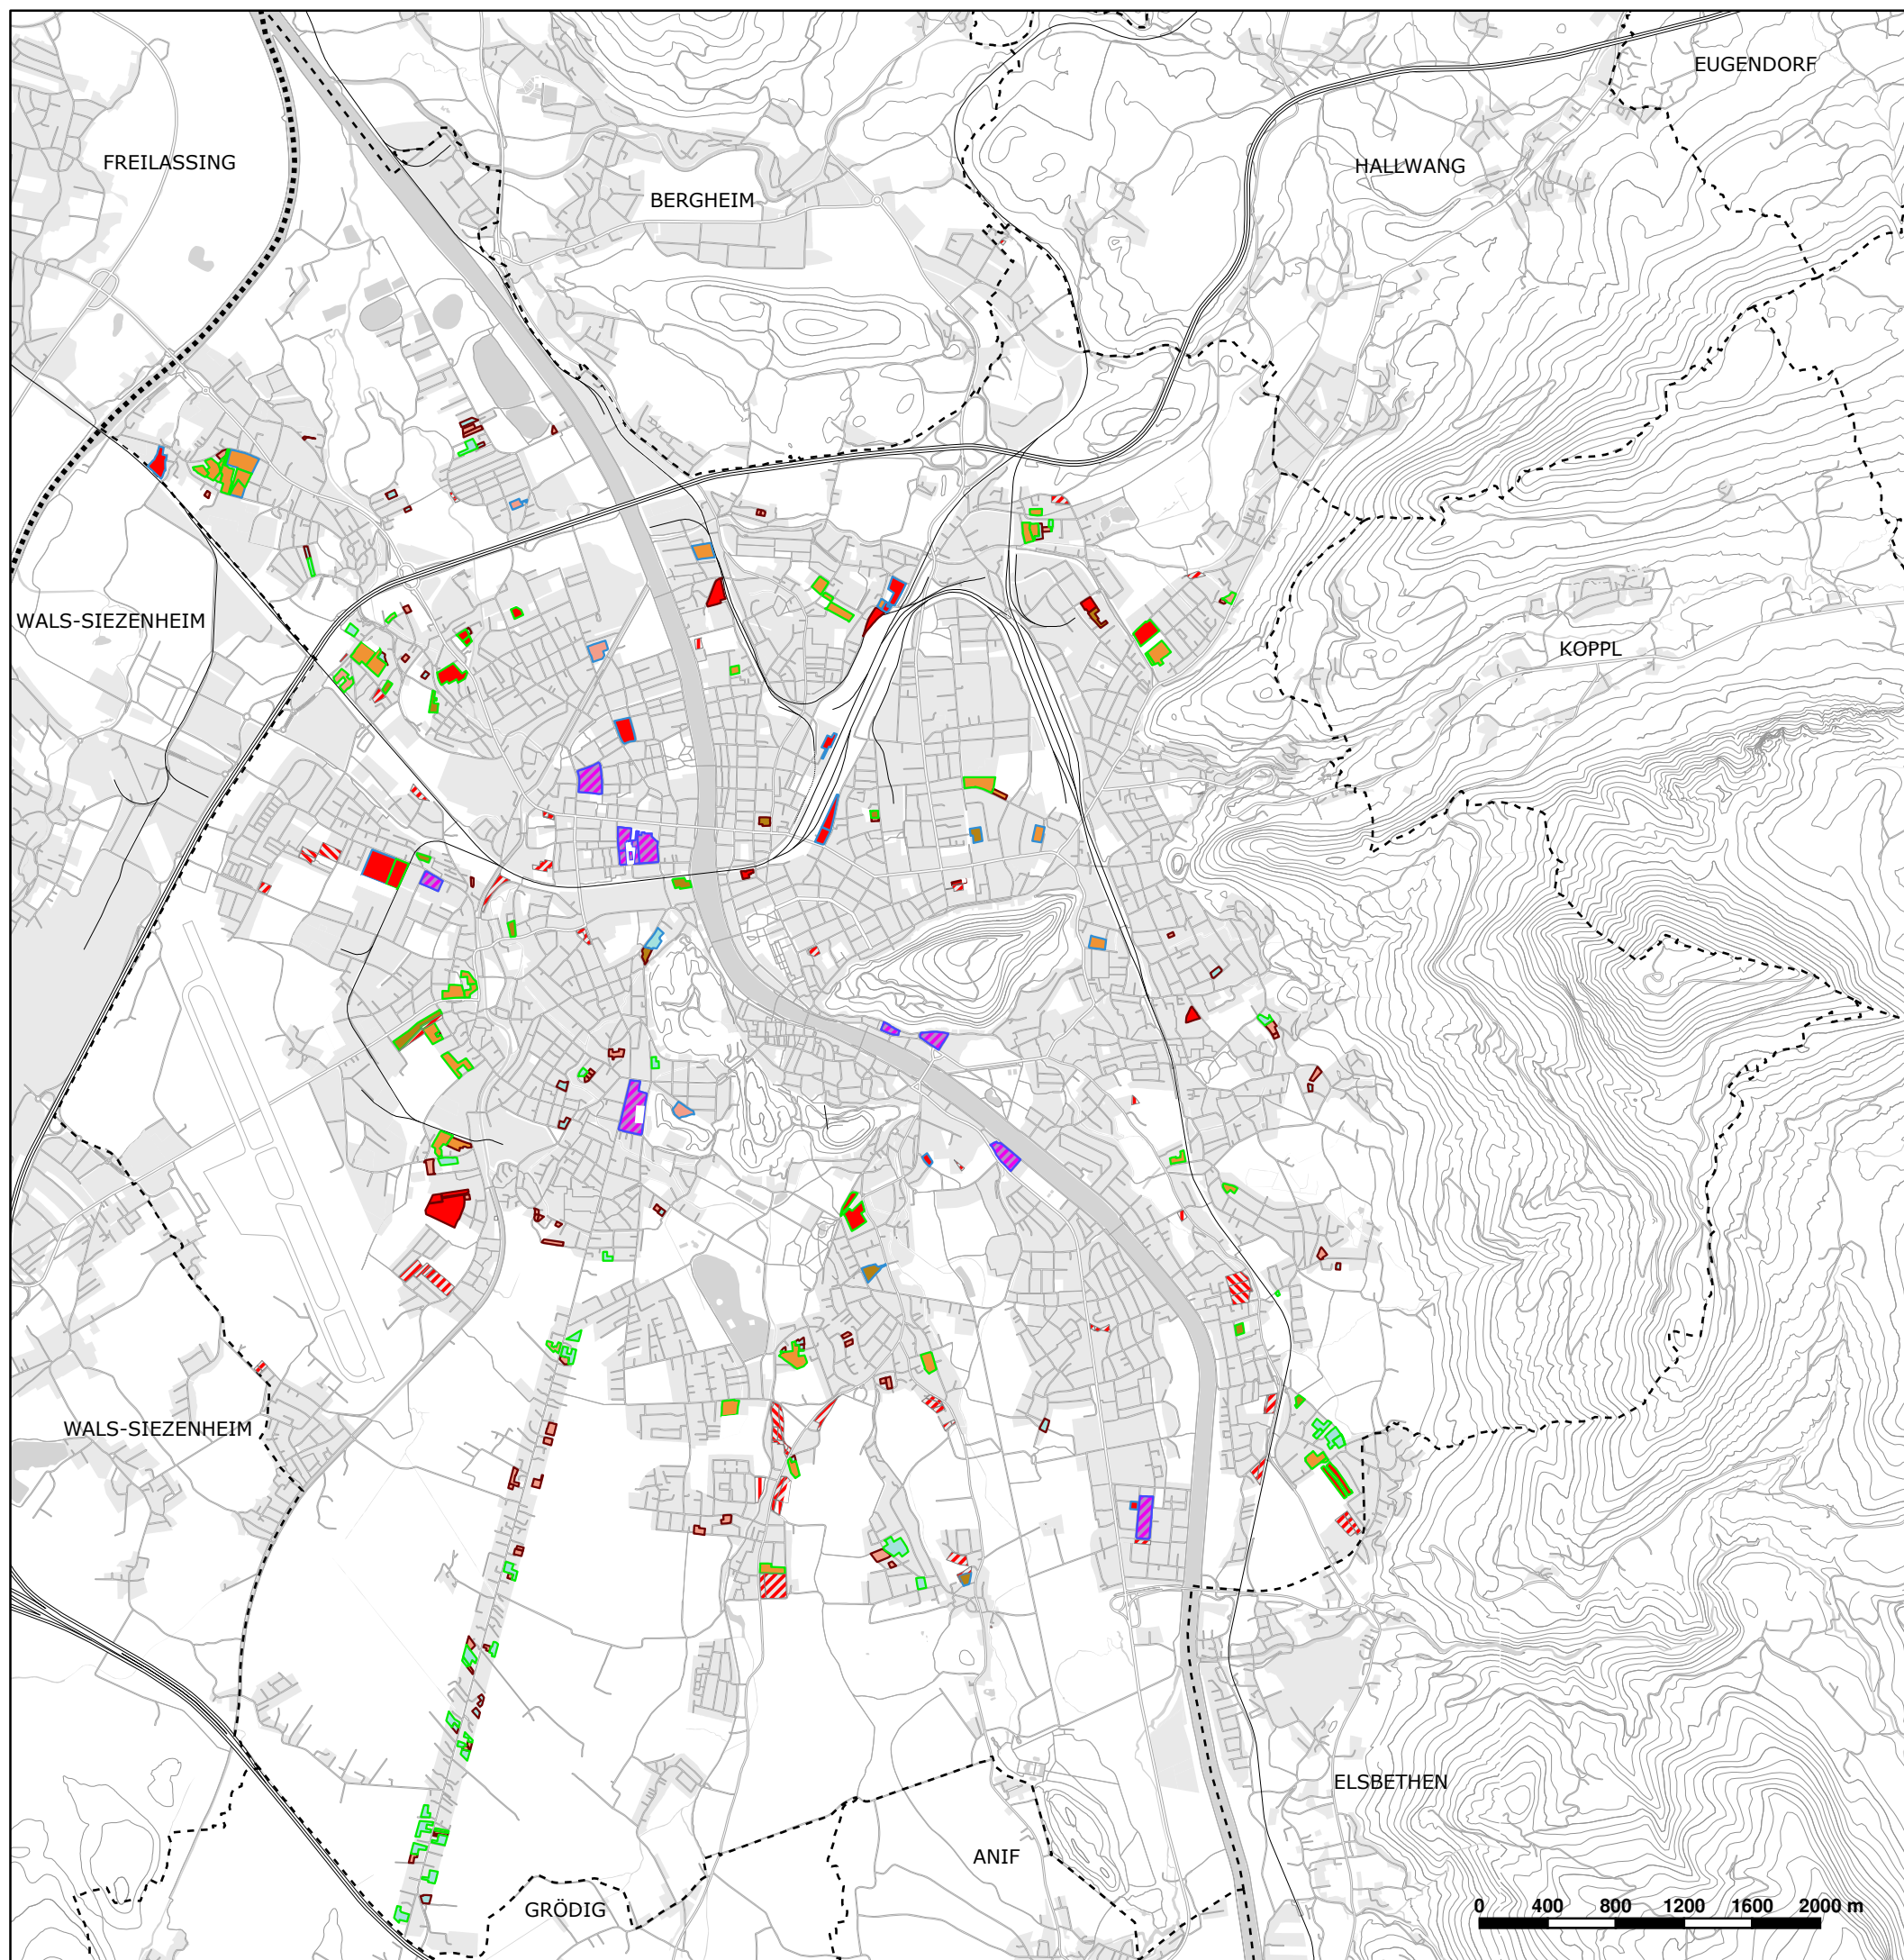 EUGENDORF
FREILASSING
HALLWANG
BERGHEIM
WALS-SIEZENHEIM
KOPPL
WALS-SIEZENHEIM
ELSBETHEN
ANIF
GRÖDIG
0 400 800 1200 1600 2000 m